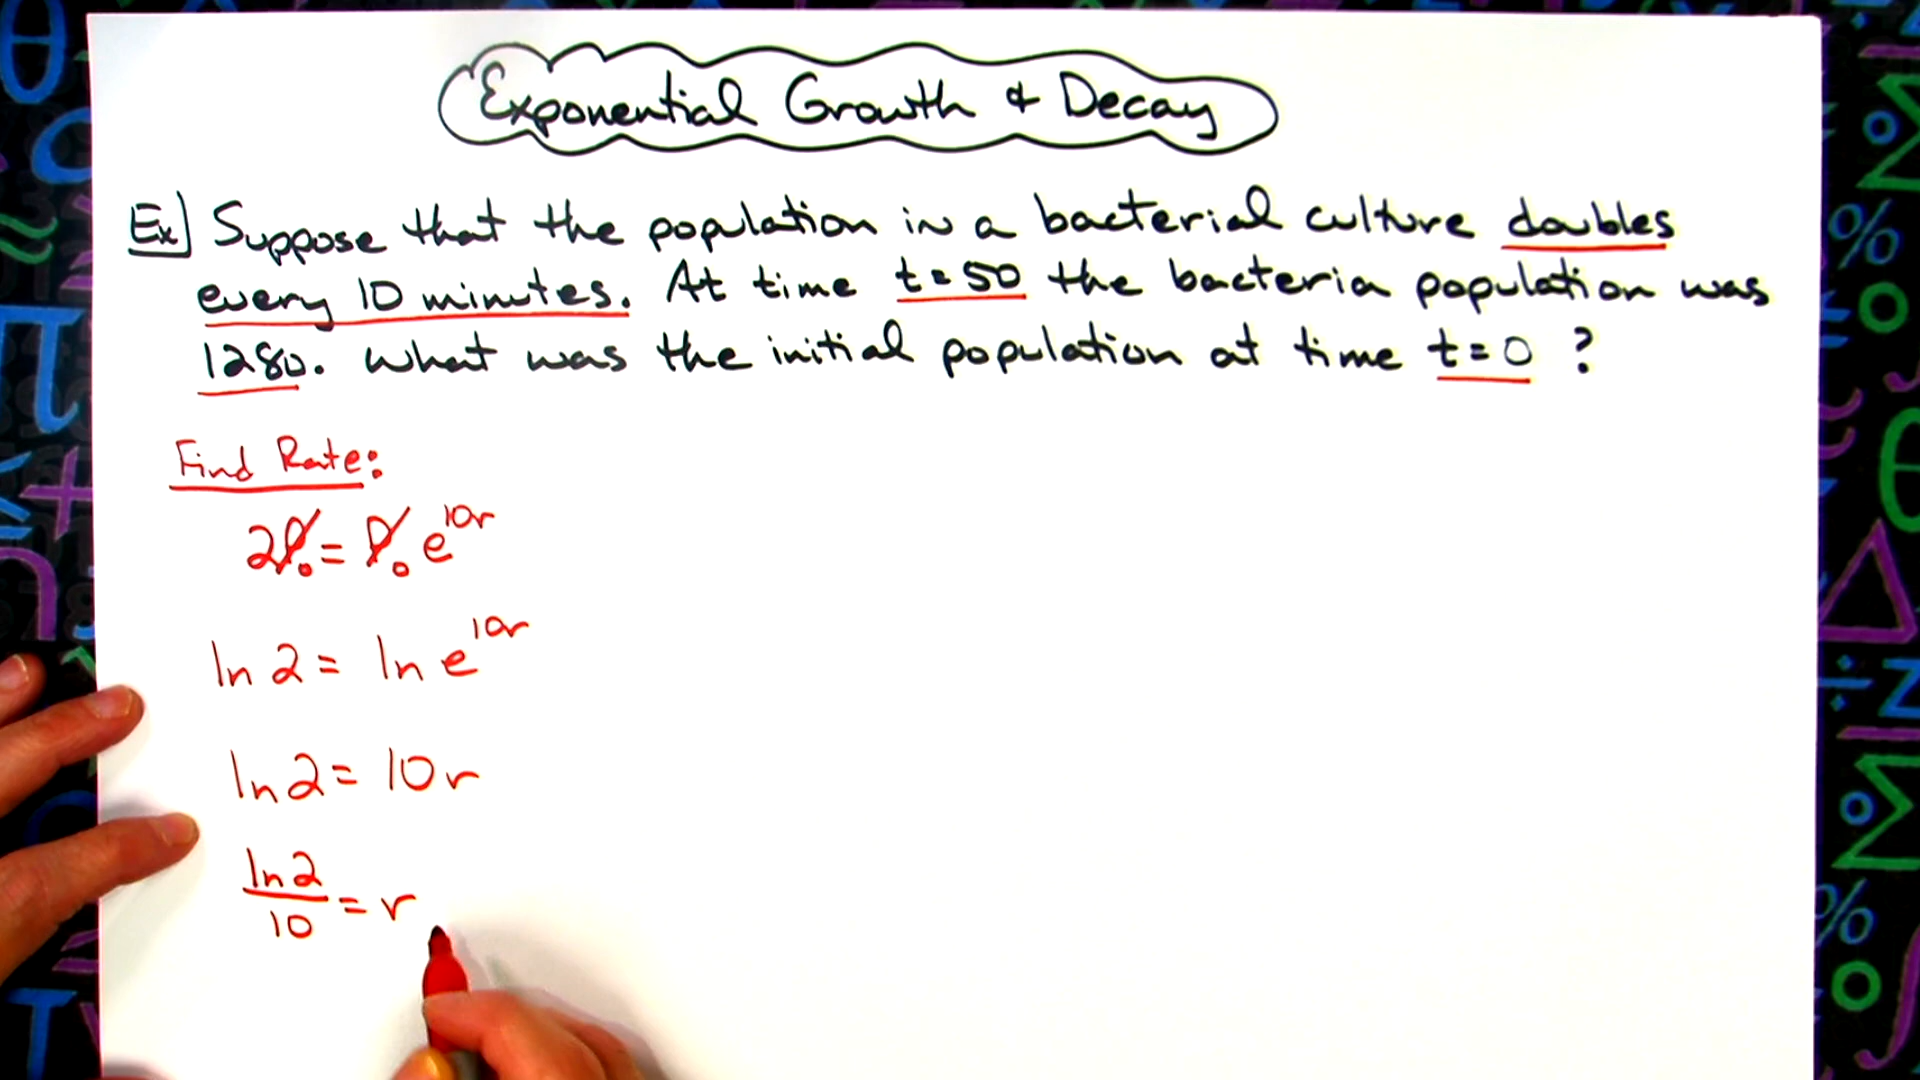 Exponential Growth & Decay
Ex] Suppose that the population in a bacterial culture doubles
every 10 minutes. At time t = 50 the bacteria population was
1280. What was the initial population at time t = 0 ?
Find Rate:
2P₀ = P₀ e^10r
ln 2 = ln e^10r
ln 2 = 10r
ln 2 / 10 = r